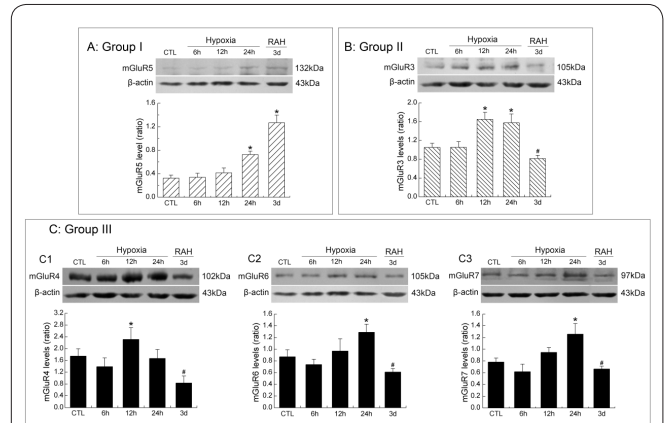 A: Group I
Hypoxia RAH
CTL 6h 12h 24h 3d
mGluR5 132kDa
β-actin 43kDa
mGluR5 level (ratio)
1.6
1.2
0.8
0.4
0.0
* *
CTL 6h 12h 24h 3d
B: Group II
Hypoxia RAH
CTL 6h 12h 24h 3d
mGluR3 105kDa
β-actin 43kDa
mGluR3 levels (ratio)
2.0
1.6
1.2
0.8
0.4
0.0
* * #
CTL 6h 12h 24h 3d
C: Group III
C1
Hypoxia RAH
CTL 6h 12h 24h 3d
mGluR4 102kDa
β-actin 43kDa
mGluR4 levels (ratio)
3.2
2.8
2.4
2.0
1.6
1.2
0.8
0.4
0.0
* #
CTL 6h 12h 24h 3d
C2
Hypoxia RAH
CTL 6h 12h 24h 3d
mGluR6 105kDa
β-actin 43kDa
mGluR6 levels (ratio)
1.6
1.4
1.2
1.0
0.8
0.6
0.4
0.2
0.0
* #
CTL 6h 12h 24h 3d
C3
Hypoxia RAH
CTL 6h 12h 24h 3d
mGluR7 97kDa
β-actin 43kDa
mGluR7 levels (ratio)
1.6
1.4
1.2
1.0
0.8
0.6
0.4
0.2
0.0
* #
CTL 6h 12h 24h 3d